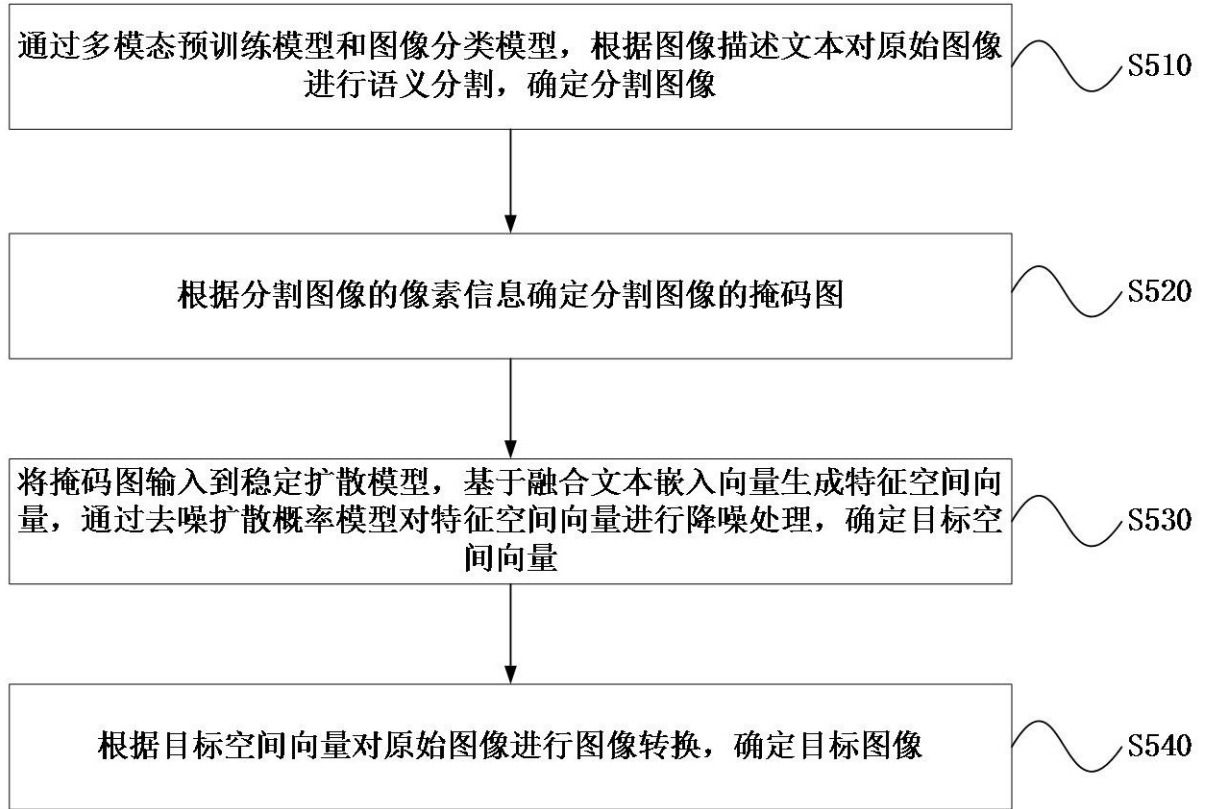 通过多模态预训练模型和图像分类模型，根据图像描述文本对原始图像
进行语义分割，确定分割图像
S510
根据分割图像的像素信息确定分割图像的掩码图
S520
将掩码图输入到稳定扩散模型，基于融合文本嵌入向量生成特征空间向
量，通过去噪扩散概率模型对特征空间向量进行降噪处理，确定目标空
间向量
S530
根据目标空间向量对原始图像进行图像转换，确定目标图像
S540